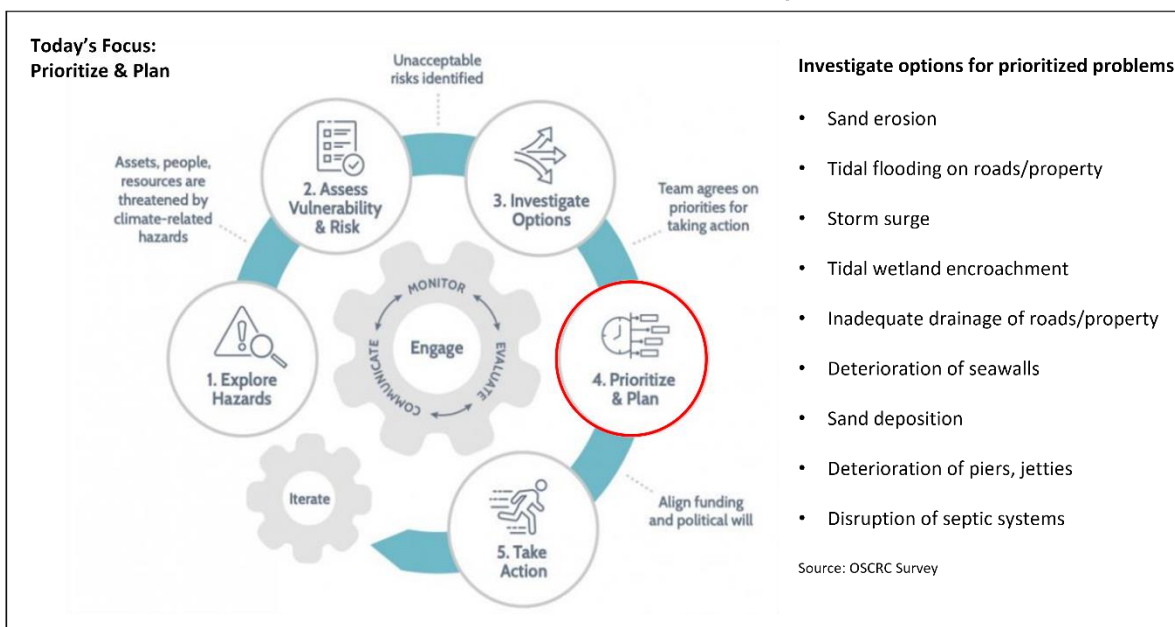 Today's Focus:
Prioritize & Plan
Unacceptable
risks identified
Assets, people,
resources are
threatened by
climate-related
hazards
2. Assess
Vulnerability
& Risk
3. Investigate
Options
Team agrees on
priorities for
taking action
1. Explore
Hazards
MONITOR
EVALUATE
COMMUNICATE
Engage
4. Prioritize
& Plan
Iterate
5. Take
Action
Align funding
and political will
Investigate options for prioritized problems
• Sand erosion
• Tidal flooding on roads/property
• Storm surge
• Tidal wetland encroachment
• Inadequate drainage of roads/property
• Deterioration of seawalls
• Sand deposition
• Deterioration of piers, jetties
• Disruption of septic systems
Source: OSCRC Survey